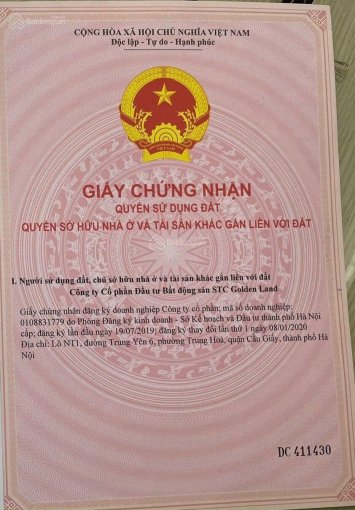 CỘNG HÒA XÃ HỘI CHỦ NGHĨA VIỆT NAM
Độc lập - Tự do - Hạnh phúc
VIỆT NAM
GIẤY CHỨNG NHẬN
QUYỀN SỬ DỤNG ĐẤT
QUYỀN SỞ HỮU NHÀ Ở VÀ TÀI SẢN KHÁC GẮN LIỀN VỚI ĐẤT
I. Người sử dụng đất, chủ sở hữu nhà ở và tài sản khác gắn liền với đất
Công ty Cổ phần Đầu tư Bất động sản STC Golden Land
Giấy chứng nhận đăng ký doanh nghiệp Công ty cổ phần; mã số doanh nghiệp:
0108831779 do Phòng Đăng ký kinh doanh - Sở Kế hoạch và Đầu tư thành phố Hà Nội
cấp; đăng ký lần đầu ngày 19/07/2019; đăng ký thay đổi lần thứ 1 ngày 08/01/2020
Địa chỉ: Lô NT1, đường Trung Yên 6, phường Trung Hoà, quận Cầu Giấy, thành phố Hà
Nội
DC 411430